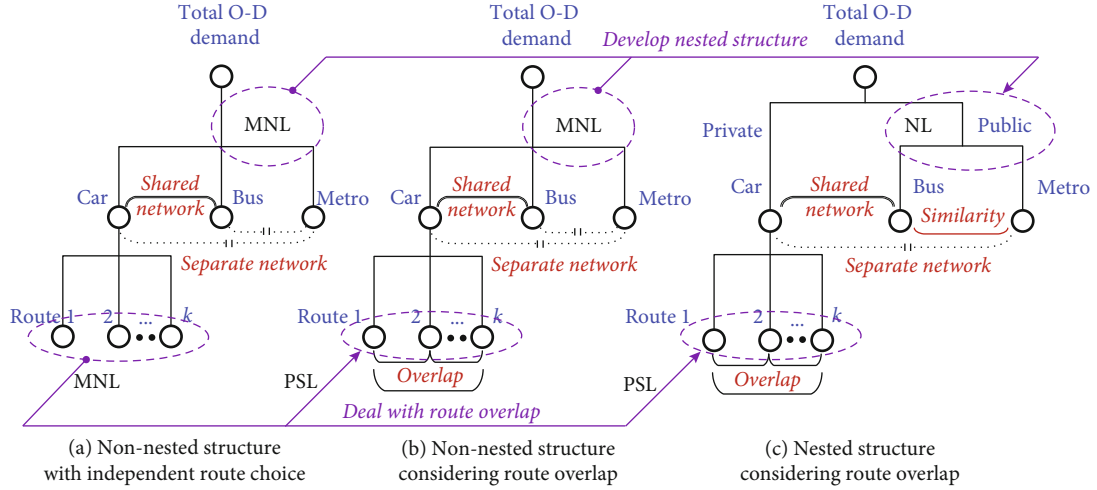 Total O-D
demand
Total O-D
demand
Total O-D
demand
Develop nested structure
MNL
MNL
Private
NL
Public
Car
Shared
network
Bus
Metro
Car
Shared
network
Bus
Metro
Car
Shared
network
Bus
Similarity
Metro
Separate network
Separate network
Separate network
Route 1
2
...
k
Route 1
2
...
k
Route 1
2
...
k
MNL
PSL
Overlap
PSL
Overlap
Deal with route overlap
(a) Non-nested structure
with independent route choice
(b) Non-nested structure
considering route overlap
(c) Nested structure
considering route overlap